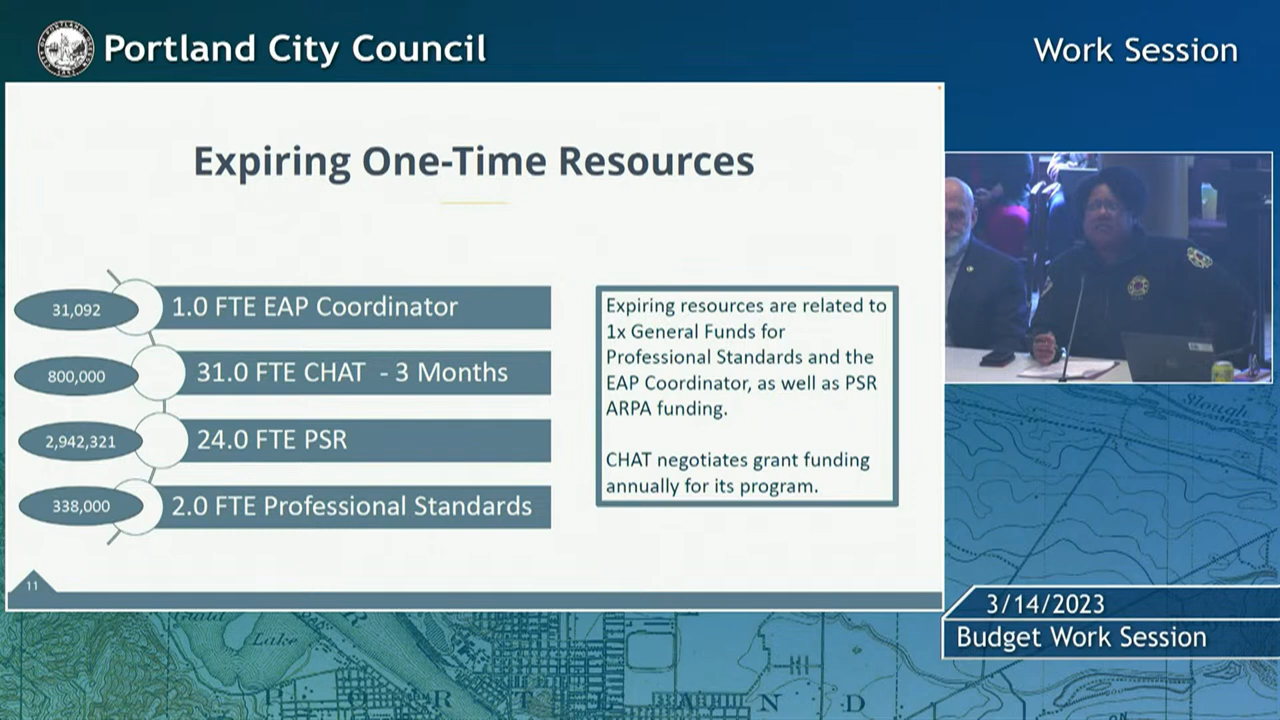 Portland City Council
Work Session
Expiring One-Time Resources
31,092
1.0 FTE EAP Coordinator
800,000
31.0 FTE CHAT - 3 Months
2,942,321
24.0 FTE PSR
338,000
2.0 FTE Professional Standards
Expiring resources are related to
1x General Funds for
Professional Standards and the
EAP Coordinator, as well as PSR
ARPA funding.
CHAT negotiates grant funding
annually for its program.
11
Slough
3/14/2023
Budget Work Session
Guild
Lake
P O R T L A N D